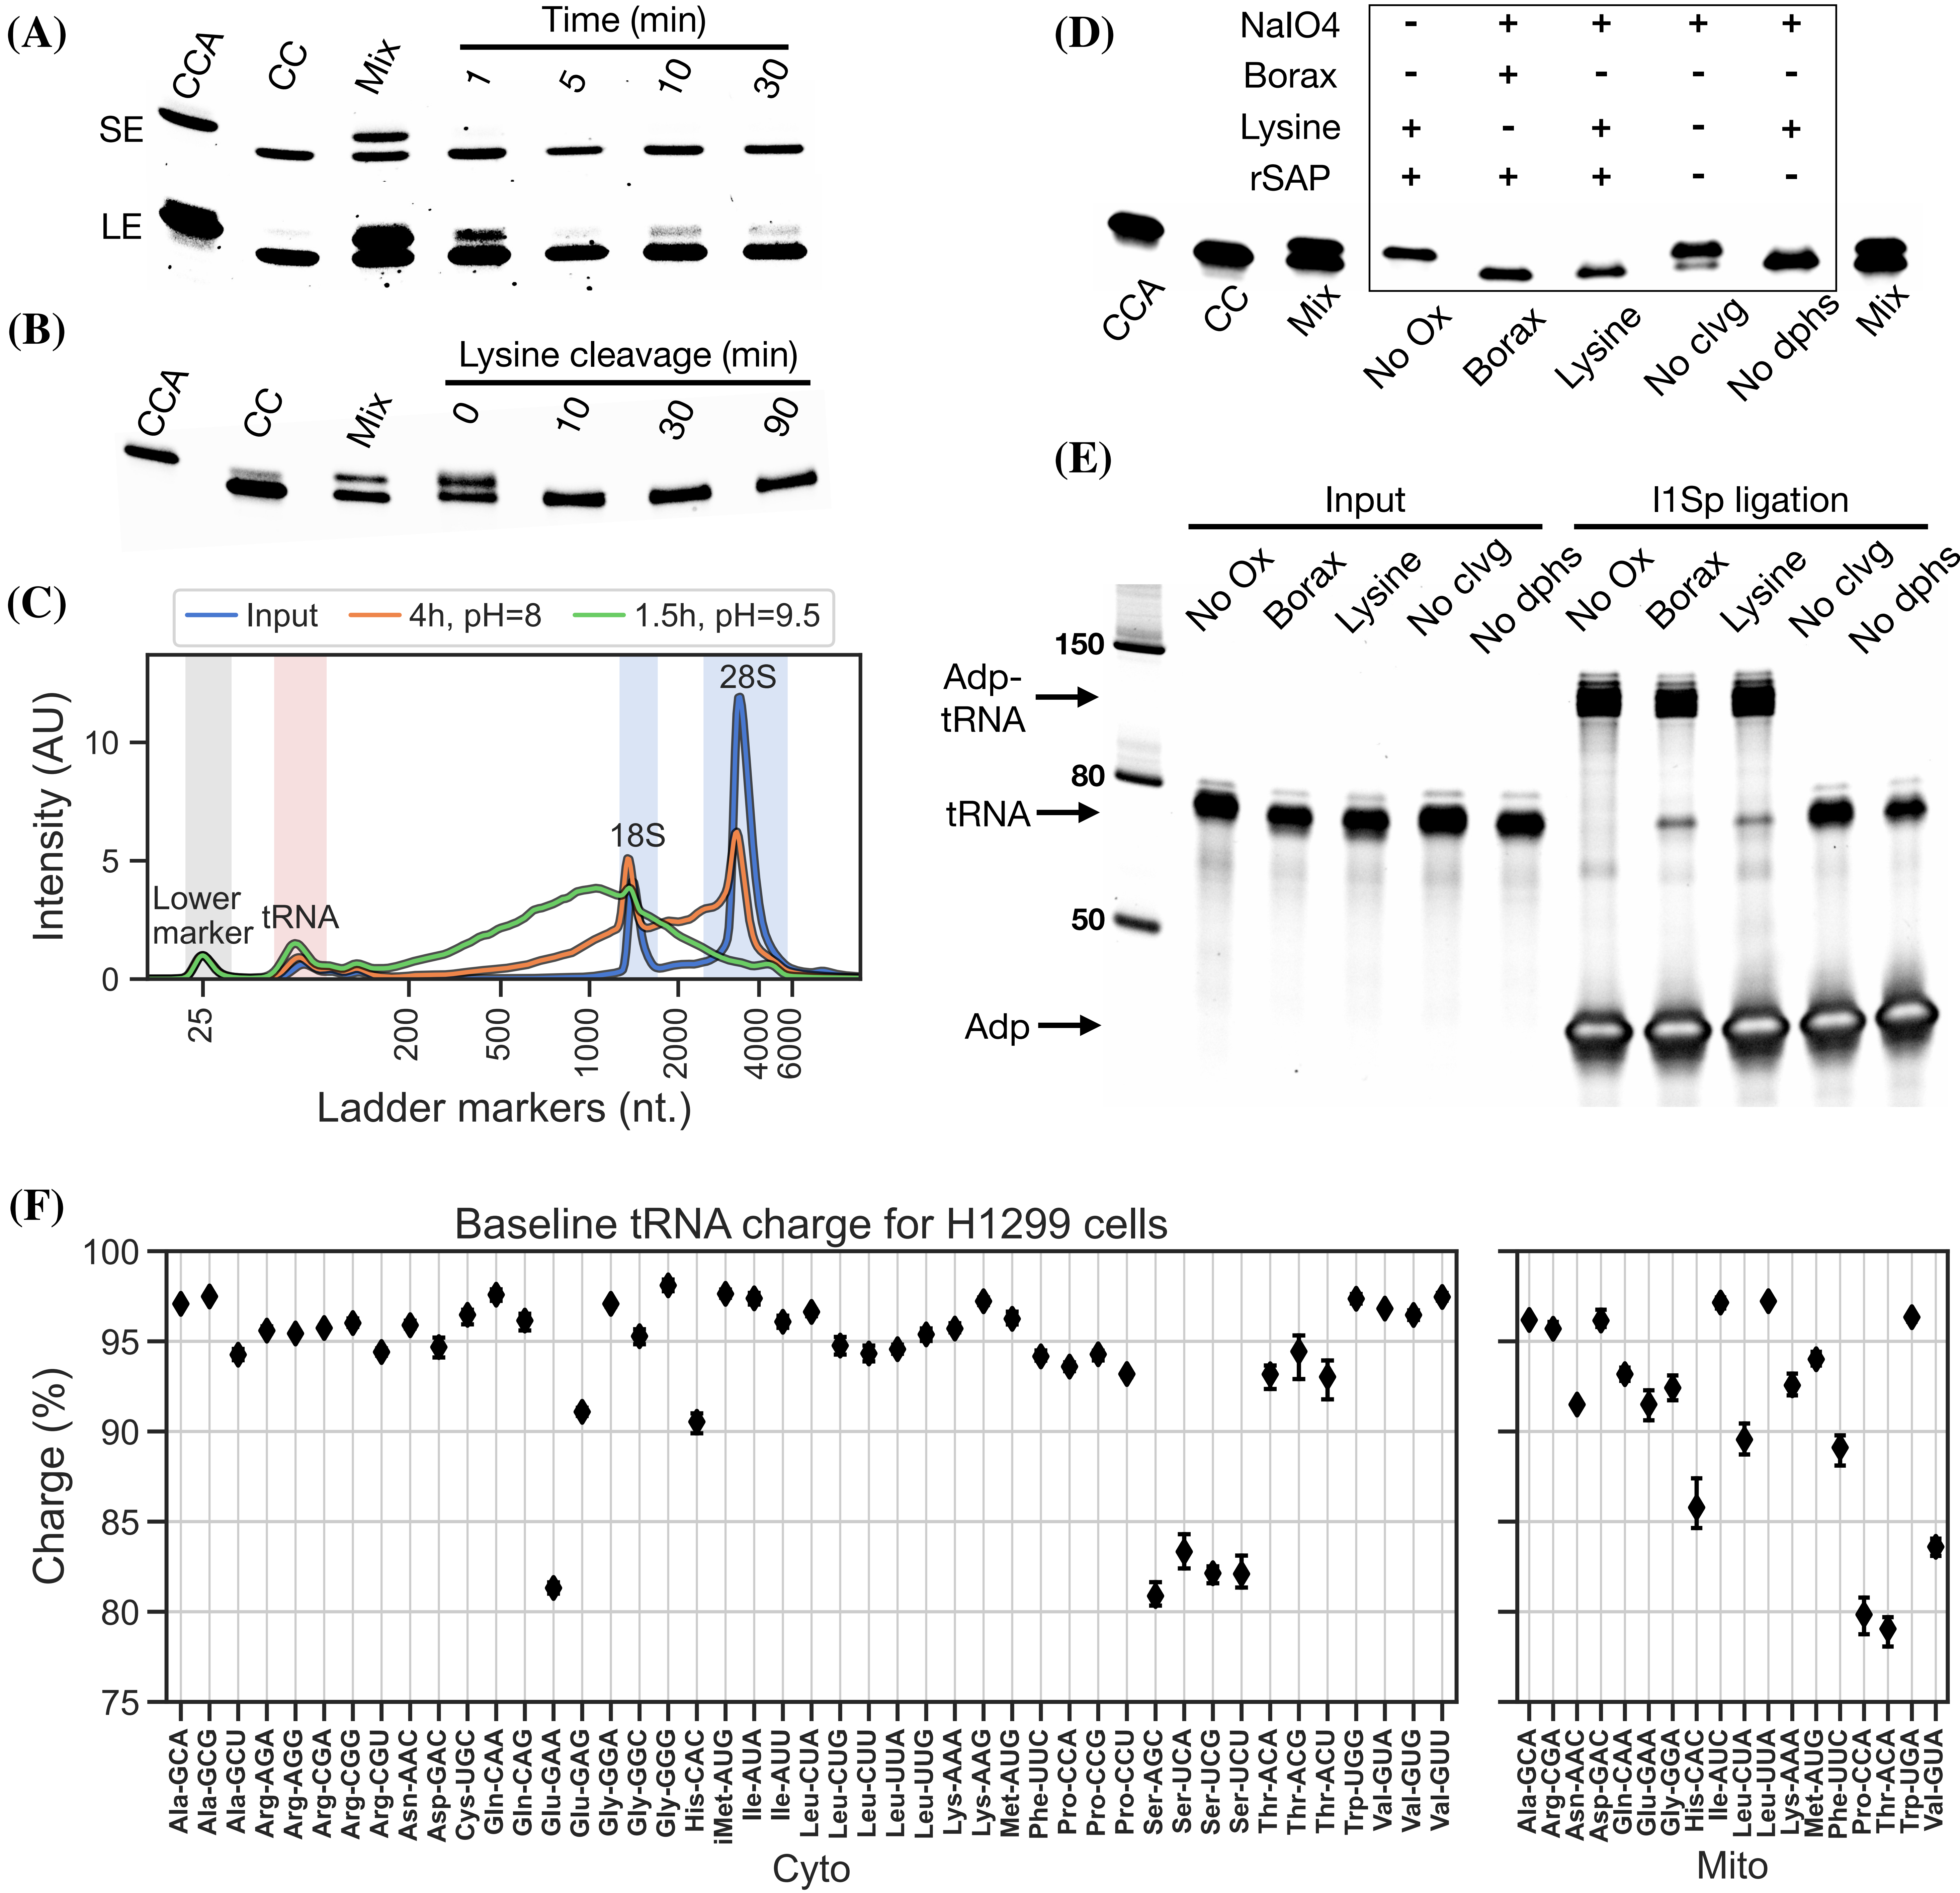 (A)
Time (min)
CCA CC Mix 1 5 10 30
SE
LE
(B)
Lysine cleavage (min)
CCA CC Mix 0 10 30 90
(C)
Input 4h, pH=8 1.5h, pH=9.5
Intensity (AU)
10
5
0
Lower
marker
tRNA
18S
28S
25 200 500 1000 2000 4000 6000
Ladder markers (nt.)
(D)
NaIO4 - + + + +
Borax - + - - -
Lysine + - + - +
rSAP + + + - -
CCA CC Mix No Ox Borax Lysine No clvg No dphs Mix
(E)
Input I1Sp ligation
No Ox Borax Lysine No clvg No dphs No Ox Borax Lysine No clvg No dphs
150
Adp-
tRNA
80
tRNA
50
Adp
(F)
Baseline tRNA charge for H1299 cells
Charge (%)
100
95
90
85
80
75
Ala-GCA Ala-GCG Ala-GCU Arg-AGA Arg-AGG Arg-CGA Arg-CGG Arg-CGU Asn-AAC Asp-GAC Cys-UGC Gln-CAA Gln-CAG Glu-GAA Glu-GAG Gly-GGA Gly-GGC Gly-GGG His-CAC iMet-AUG Ile-AUA Ile-AUU Leu-CUA Leu-CUG Leu-CUU Leu-UUA Leu-UUG Lys-AAA Lys-AAG Met-AUG Phe-UUC Pro-CCA Pro-CCG Pro-CCU Ser-AGC Ser-UCA Ser-UCG Ser-UCU Thr-ACA Thr-ACG Thr-ACU Trp-UGG Val-GUA Val-GUG Val-GUU
Cyto
Ala-GCA Arg-CGA Asn-AAC Asp-GAC Gln-CAA Glu-GAA Gly-GGA His-CAC Ile-AUC Leu-CUA Leu-UUA Lys-AAA Met-AUG Phe-UUC Pro-CCA Thr-ACA Trp-UGA Val-GUA
Mito